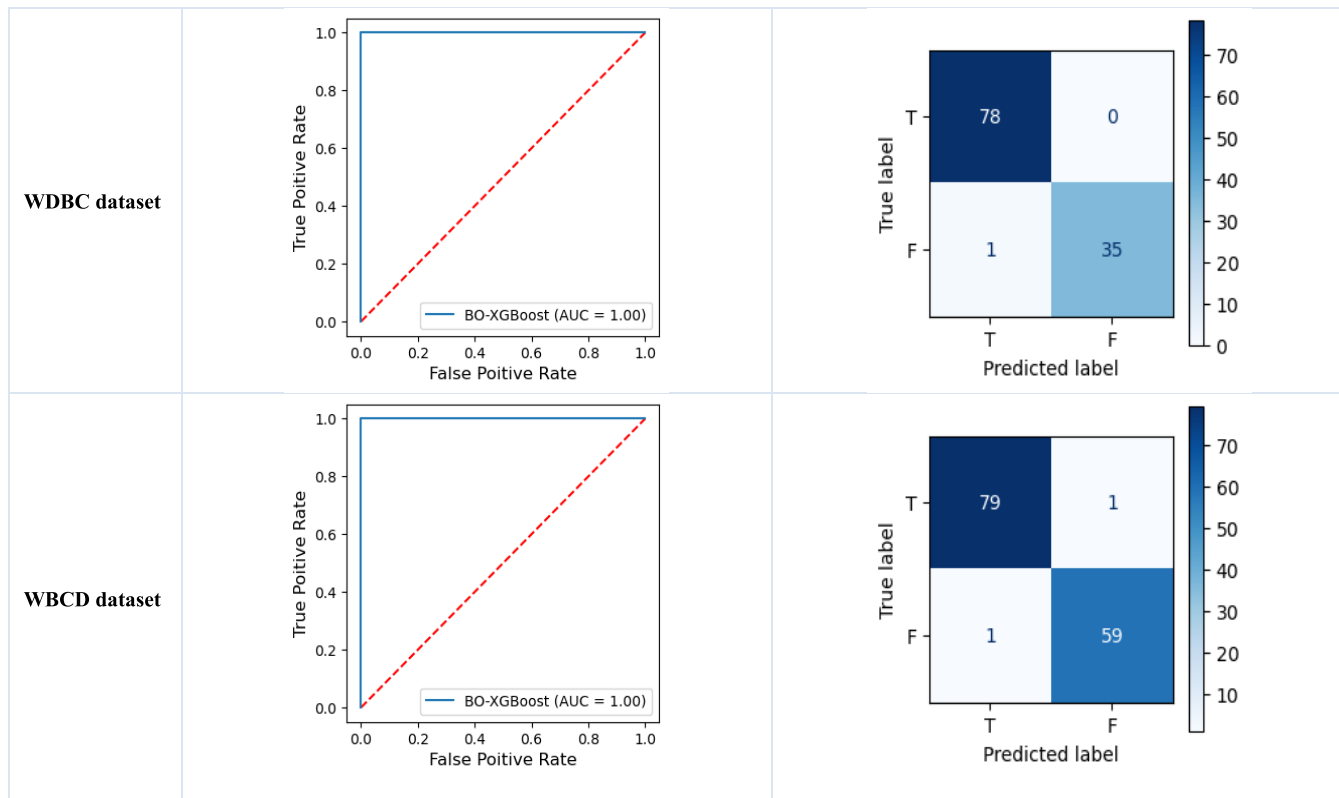 WDBC dataset
1.0
0.8
0.6
0.4
0.2
0.0
True Poitive Rate
BO-XGBoost (AUC = 1.00)
0.0 0.2 0.4 0.6 0.8 1.0
False Poitive Rate
True label
T
F
78 0
1 35
T F
Predicted label
70
60
50
40
30
20
10
0
WBCD dataset
1.0
0.8
0.6
0.4
0.2
0.0
True Poitive Rate
BO-XGBoost (AUC = 1.00)
0.0 0.2 0.4 0.6 0.8 1.0
False Poitive Rate
True label
T
F
79 1
1 59
T F
Predicted label
70
60
50
40
30
20
10